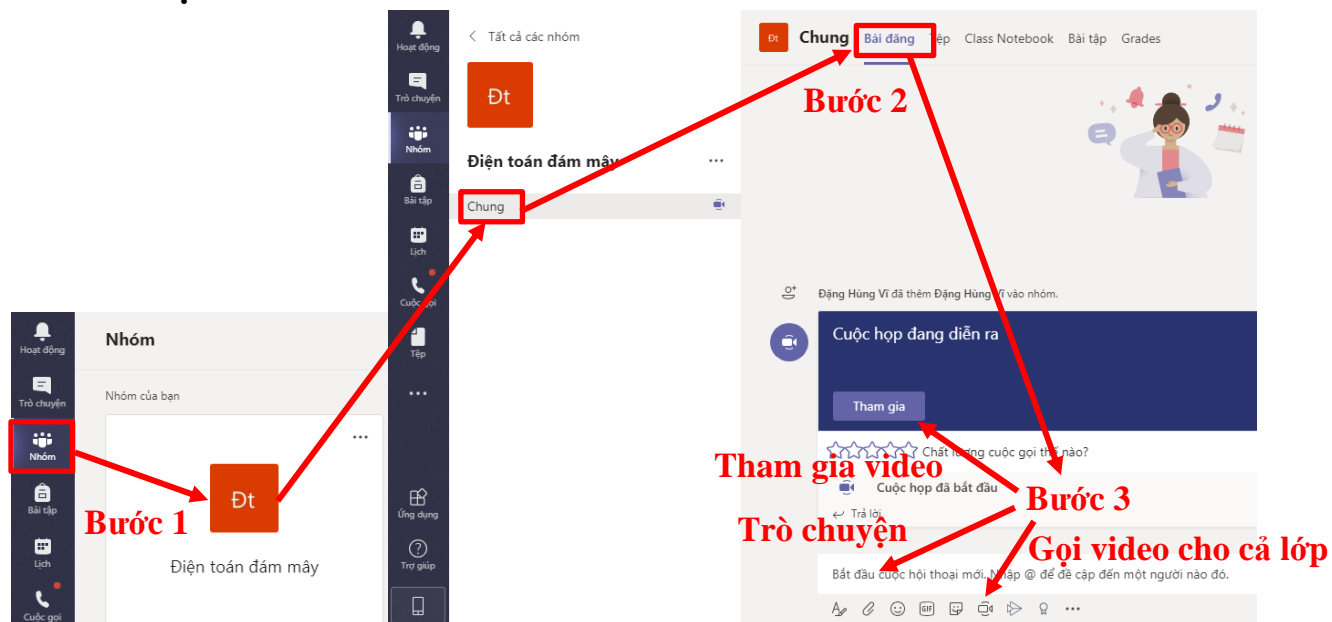 Hoạt động
Trò chuyện
Nhóm
Bài tập
Lịch
Cuộc gọi
Nhóm
Nhóm của bạn
...
Đt
Điện toán đám mây
Bước 1
Hoạt động
Trò chuyện
Nhóm
Bài tập
Lịch
Cuộc gọi
Tệp
...
Ứng dụng
Trợ giúp
Tất cả các nhóm
Đt
Điện toán đám mây
...
Chung
Đt Chung Bài đăng Tệp Class Notebook Bài tập Grades
Bước 2
Đặng Hùng Vĩ đã thêm Đặng Hùng Vĩ vào nhóm.
Cuộc họp đang diễn ra
Tham gia
Chất lượng cuộc gọi thế nào?
Tham gia video
Cuộc họp đã bắt đầu
Bước 3
Trả lời
Trò chuyện
Gọi video cho cả lớp
Bắt đầu cuộc hội thoại mới. Nhập @ để đề cập đến một người nào đó.
GIF
...